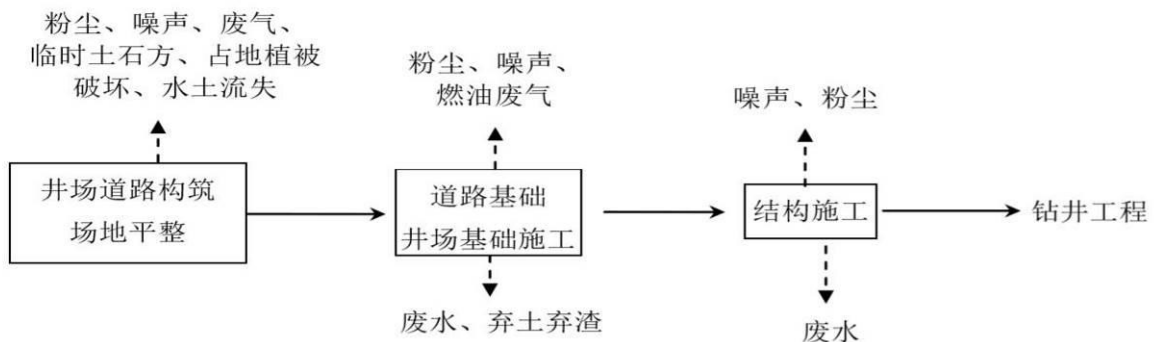 粉尘、噪声、废气、
临时土石方、占地植被
破坏、水土流失
粉尘、噪声、
燃油废气
噪声、粉尘
井场道路构筑
场地平整
道路基础
井场基础施工
结构施工
钻井工程
废水、弃土弃渣
废水